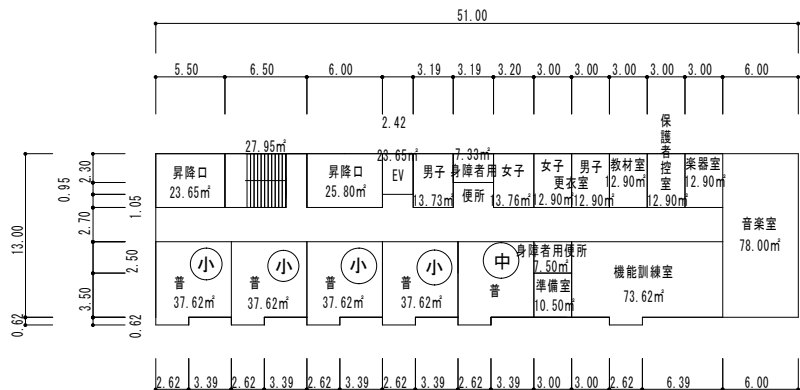 51.00
5.50 6.50 6.00 3.19 3.19 3.20 3.00 3.00 2.62 3.00 3.00 6.00
2.42
27.95㎡ 23.65㎡ 7.33㎡ 保護者控室
昇降口 昇降口 EV 男子 身障者用 女子 女子 男子 教材室 楽器室
便所 更衣室
23.65㎡ 25.80㎡ 13.73㎡ 13.76㎡ 12.90㎡ 12.90㎡ 12.90㎡ 12.90㎡ 12.90㎡
音楽室
78.00㎡
13.00
0.95
2.30
1.05
2.70
2.50
3.50
0.62
0.62
小 小 小 小 中
普 普 普 普 普
37.62㎡ 37.62㎡ 37.62㎡ 37.62㎡
身障者用便所
7.50㎡
準備室
10.50㎡
機能訓練室
73.62㎡
2.62 3.39 2.62 3.39 2.62 3.39 2.62 3.39 2.62 3.39 3.00 3.00 2.62 6.39 6.00